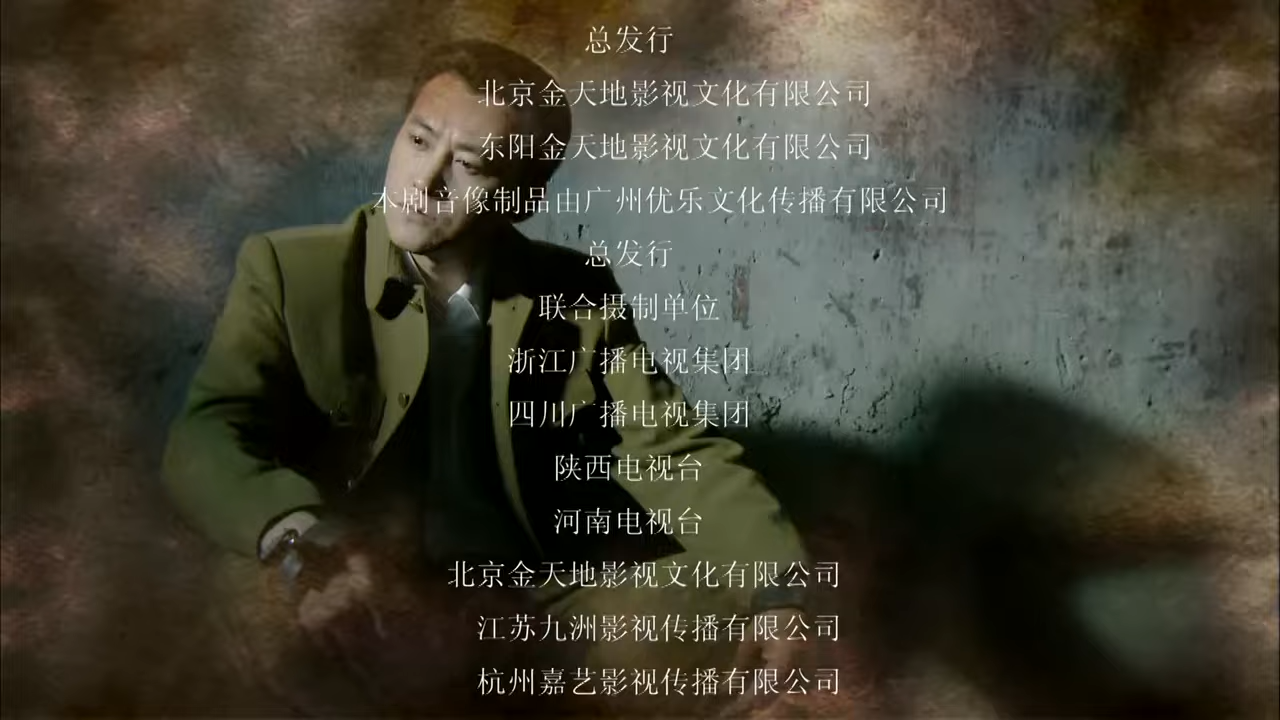 总发行
北京金天地影视文化有限公司
东阳金天地影视文化有限公司
本剧音像制品由广州优乐文化传播有限公司
总发行
联合摄制单位
浙江广播电视集团
四川广播电视集团
陕西电视台
河南电视台
北京金天地影视文化有限公司
江苏九洲影视传播有限公司
杭州嘉艺影视传播有限公司